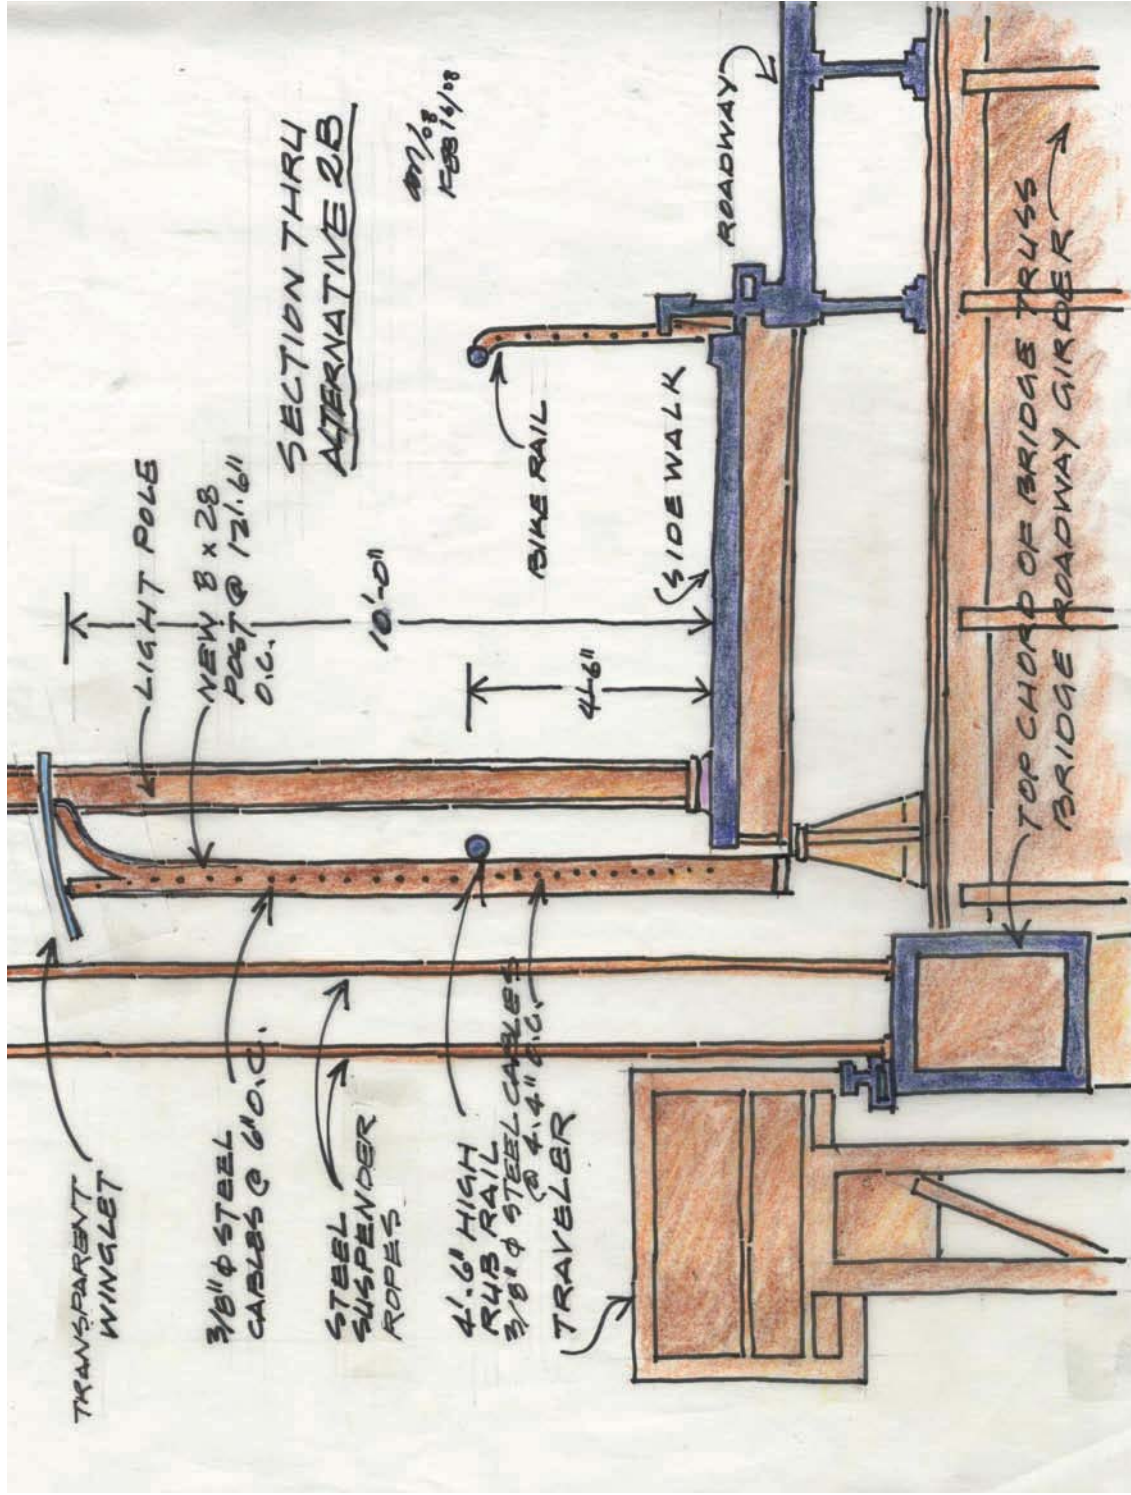 SECTION THRU
ALTERNATIVE 2B
FEB 16/08
TRANSPARENT
WINGLET
LIGHT POLE
NEW 8 x 28
POST @ 12'-6"
O.C.
3/8" φ STEEL
CABLES @ 6" O.C.
10'-0"
STEEL
SUSPENDER
ROPES
4'-6" HIGH
RUB RAIL
3/8" φ STEEL CABLES
@ 4.4" O.C.
4'-6"
BIKE RAIL
TRAVELER
SIDEWALK
ROADWAY
TOP CHORD OF BRIDGE TRUSS
BRIDGE ROADWAY GIRDER